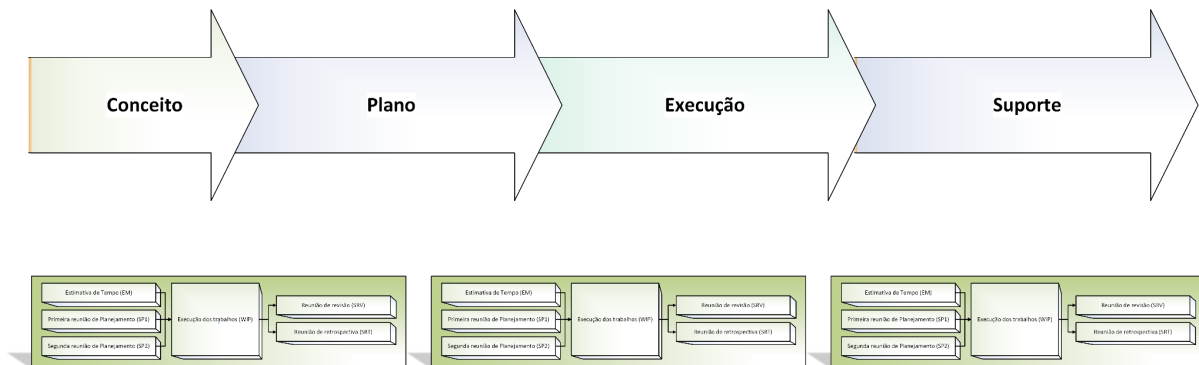 Conceito
Plano
Execução
Suporte
Estimativa de Tempo (EM)
Primeira reunião de Planejamento (SP1)
Segunda reunião de Planejamento (SP2)
Execução dos trabalhos (WIP)
Reunião de revisão (SRV)
Reunião de retrospectiva (SRT)
Estimativa de Tempo (EM)
Primeira reunião de Planejamento (SP1)
Segunda reunião de Planejamento (SP2)
Execução dos trabalhos (WIP)
Reunião de revisão (SRV)
Reunião de retrospectiva (SRT)
Estimativa de Tempo (EM)
Primeira reunião de Planejamento (SP1)
Segunda reunião de Planejamento (SP2)
Execução dos trabalhos (WIP)
Reunião de revisão (SRV)
Reunião de retrospectiva (SRT)